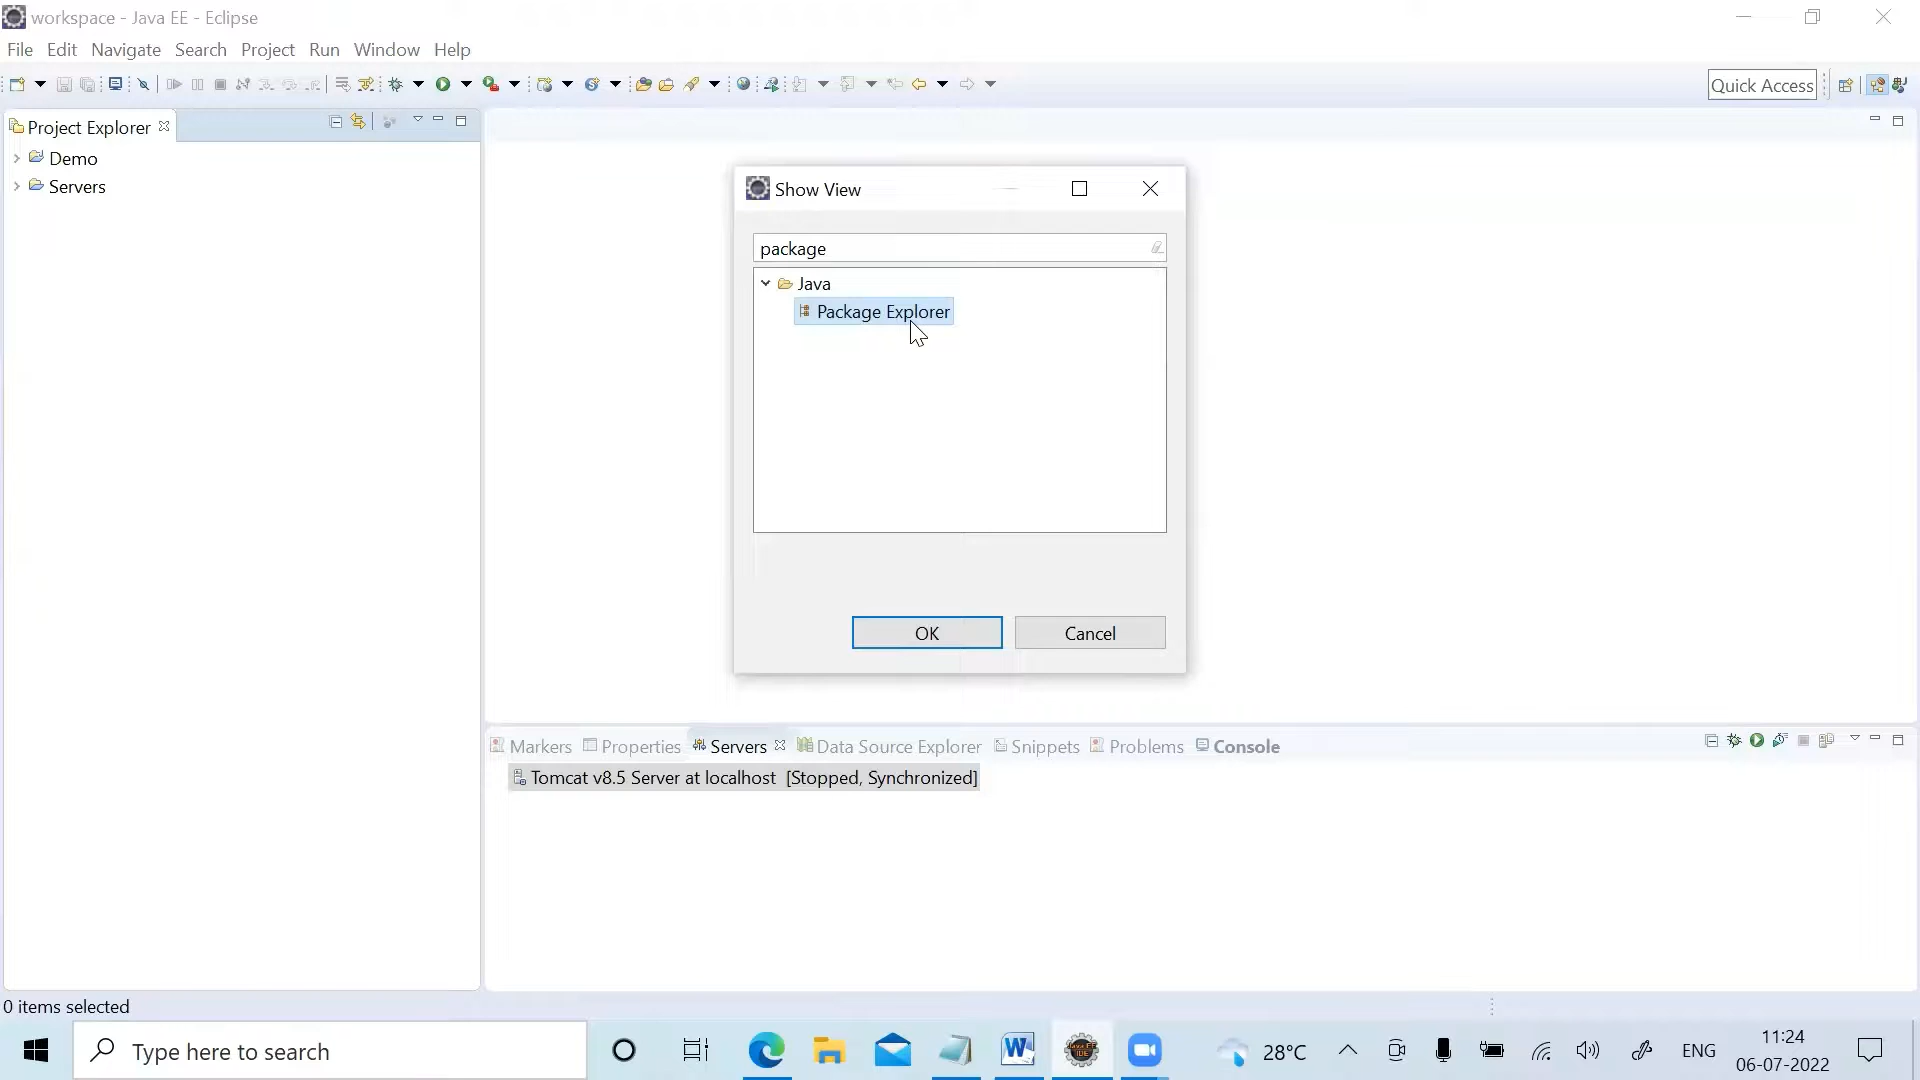 workspace - Java EE - Eclipse
File Edit Navigate Search Project Run Window Help
Quick Access
Project Explorer
Demo
Servers
Show View
package
Java
Package Explorer
OK Cancel
Markers Properties Servers Data Source Explorer Snippets Problems Console
Tomcat v8.5 Server at localhost [Stopped, Synchronized]
0 items selected
Type here to search
28°C
ENG
11:24
06-07-2022